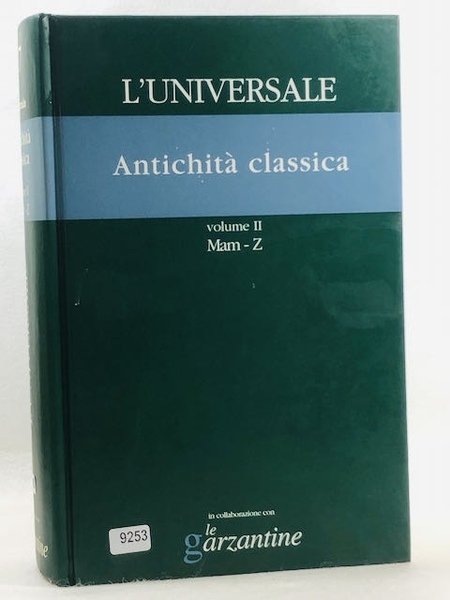 L'UNIVERSALE
Antichità classica
volume II
Mam - Z
in collaborazione con
le
garzantine
9253